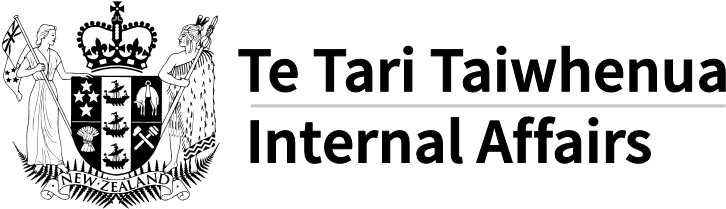 Te Tari Taiwhenua
Internal Affairs
NEW·ZEALAND